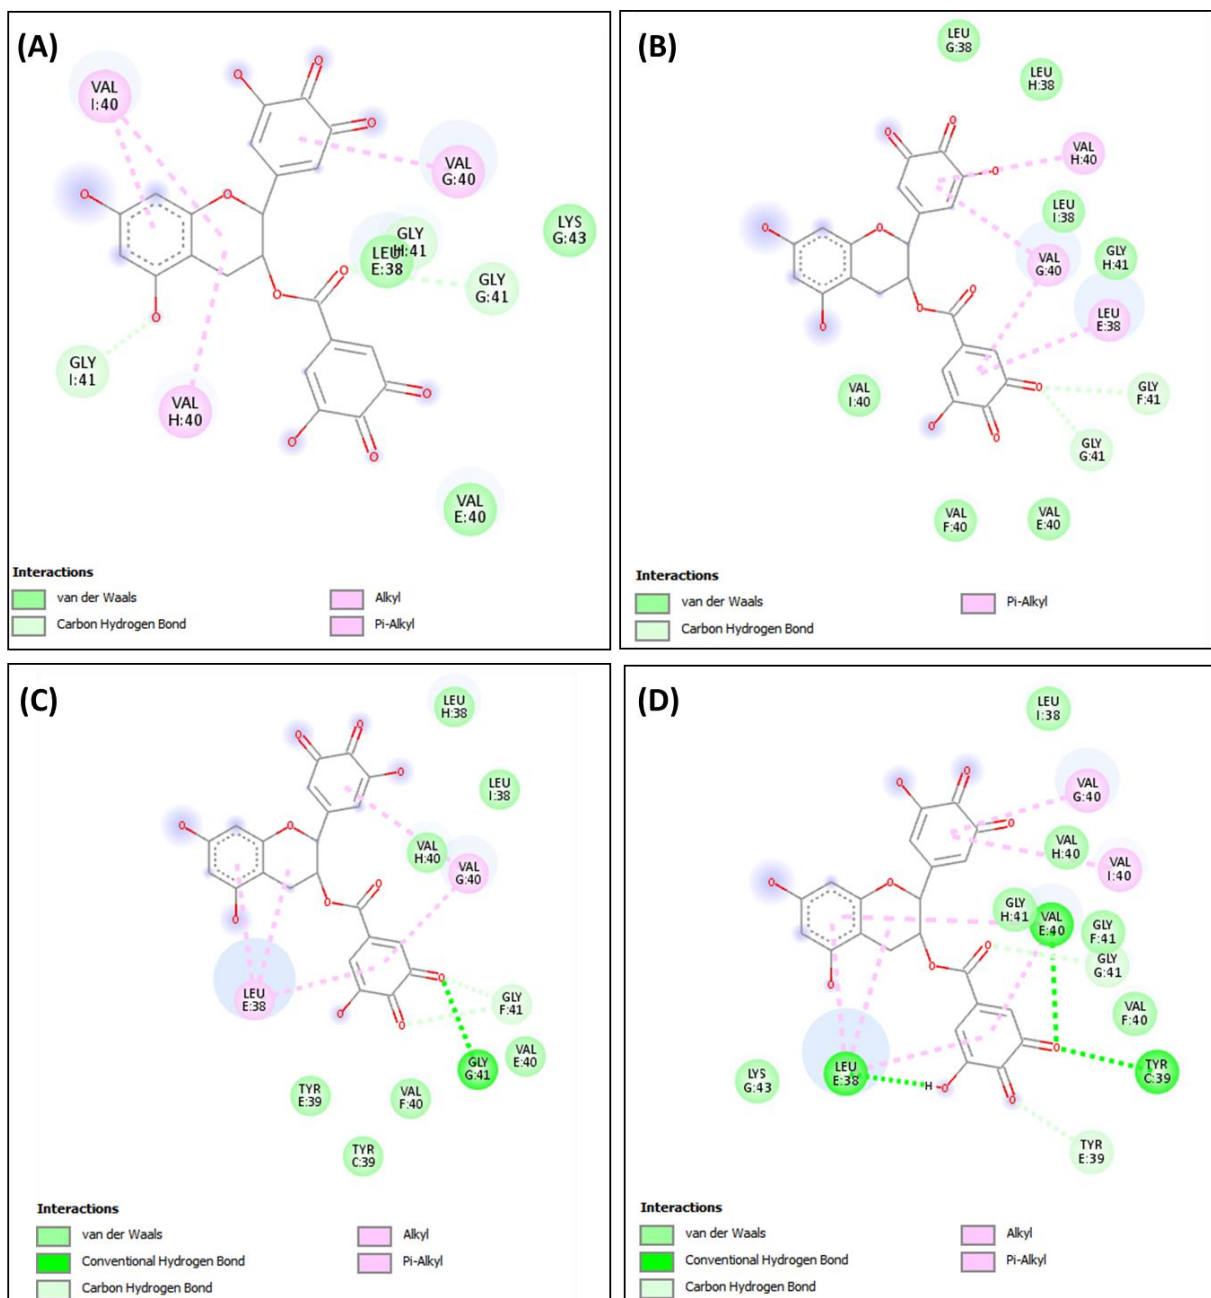 (A)
VAL
I:40
VAL
G:40
GLY
H:41
LEU
E:38
LYS
G:43
GLY
G:41
GLY
I:41
VAL
H:40
VAL
E:40
O
O
O
O
O
O
O
O
O
O
O
Interactions
van der Waals
Carbon Hydrogen Bond
Alkyl
Pi-Alkyl
(B)
LEU
G:38
LEU
H:38
VAL
H:40
LEU
I:38
VAL
G:40
GLY
H:41
LEU
E:38
VAL
I:40
GLY
F:41
GLY
G:41
VAL
F:40
VAL
E:40
O
O
O
O
O
O
O
O
O
O
O
Interactions
van der Waals
Carbon Hydrogen Bond
Pi-Alkyl
(C)
LEU
H:38
LEU
I:38
VAL
H:40
VAL
G:40
LEU
E:38
GLY
F:41
GLY
G:41
VAL
E:40
TYR
E:39
VAL
F:40
TYR
C:39
O
O
O
O
O
O
O
O
O
O
O
Interactions
van der Waals
Conventional Hydrogen Bond
Carbon Hydrogen Bond
Alkyl
Pi-Alkyl
(D)
LEU
I:38
VAL
G:40
VAL
H:40
VAL
I:40
GLY
H:41
VAL
E:40
GLY
F:41
GLY
G:41
VAL
F:40
LYS
G:43
LEU
E:38
TYR
C:39
TYR
E:39
O
O
O
O
O
O
O
O
O
H O
O
Interactions
van der Waals
Conventional Hydrogen Bond
Carbon Hydrogen Bond
Alkyl
Pi-Alkyl